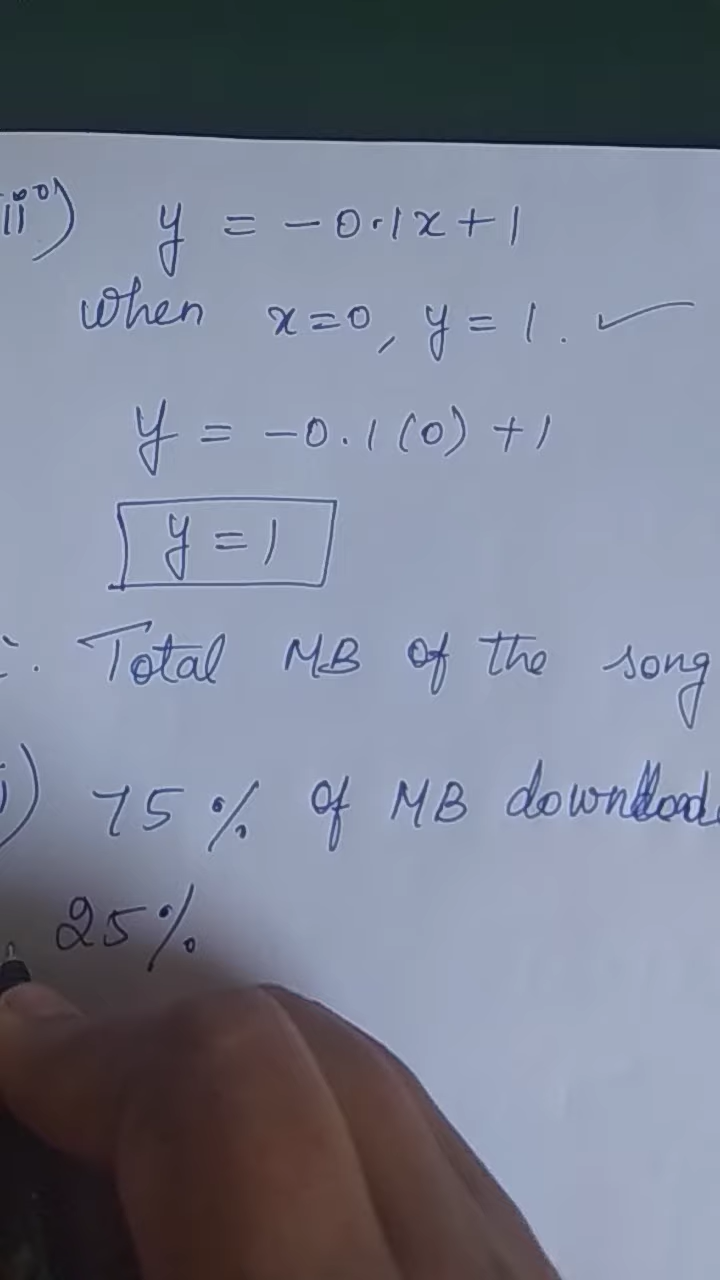 ii) y = -0.1x+1
when x=0, y = 1. ✓
y = -0.1(0) +1
y = 1
∴ Total MB of the song
i) 75% of MB download
25%